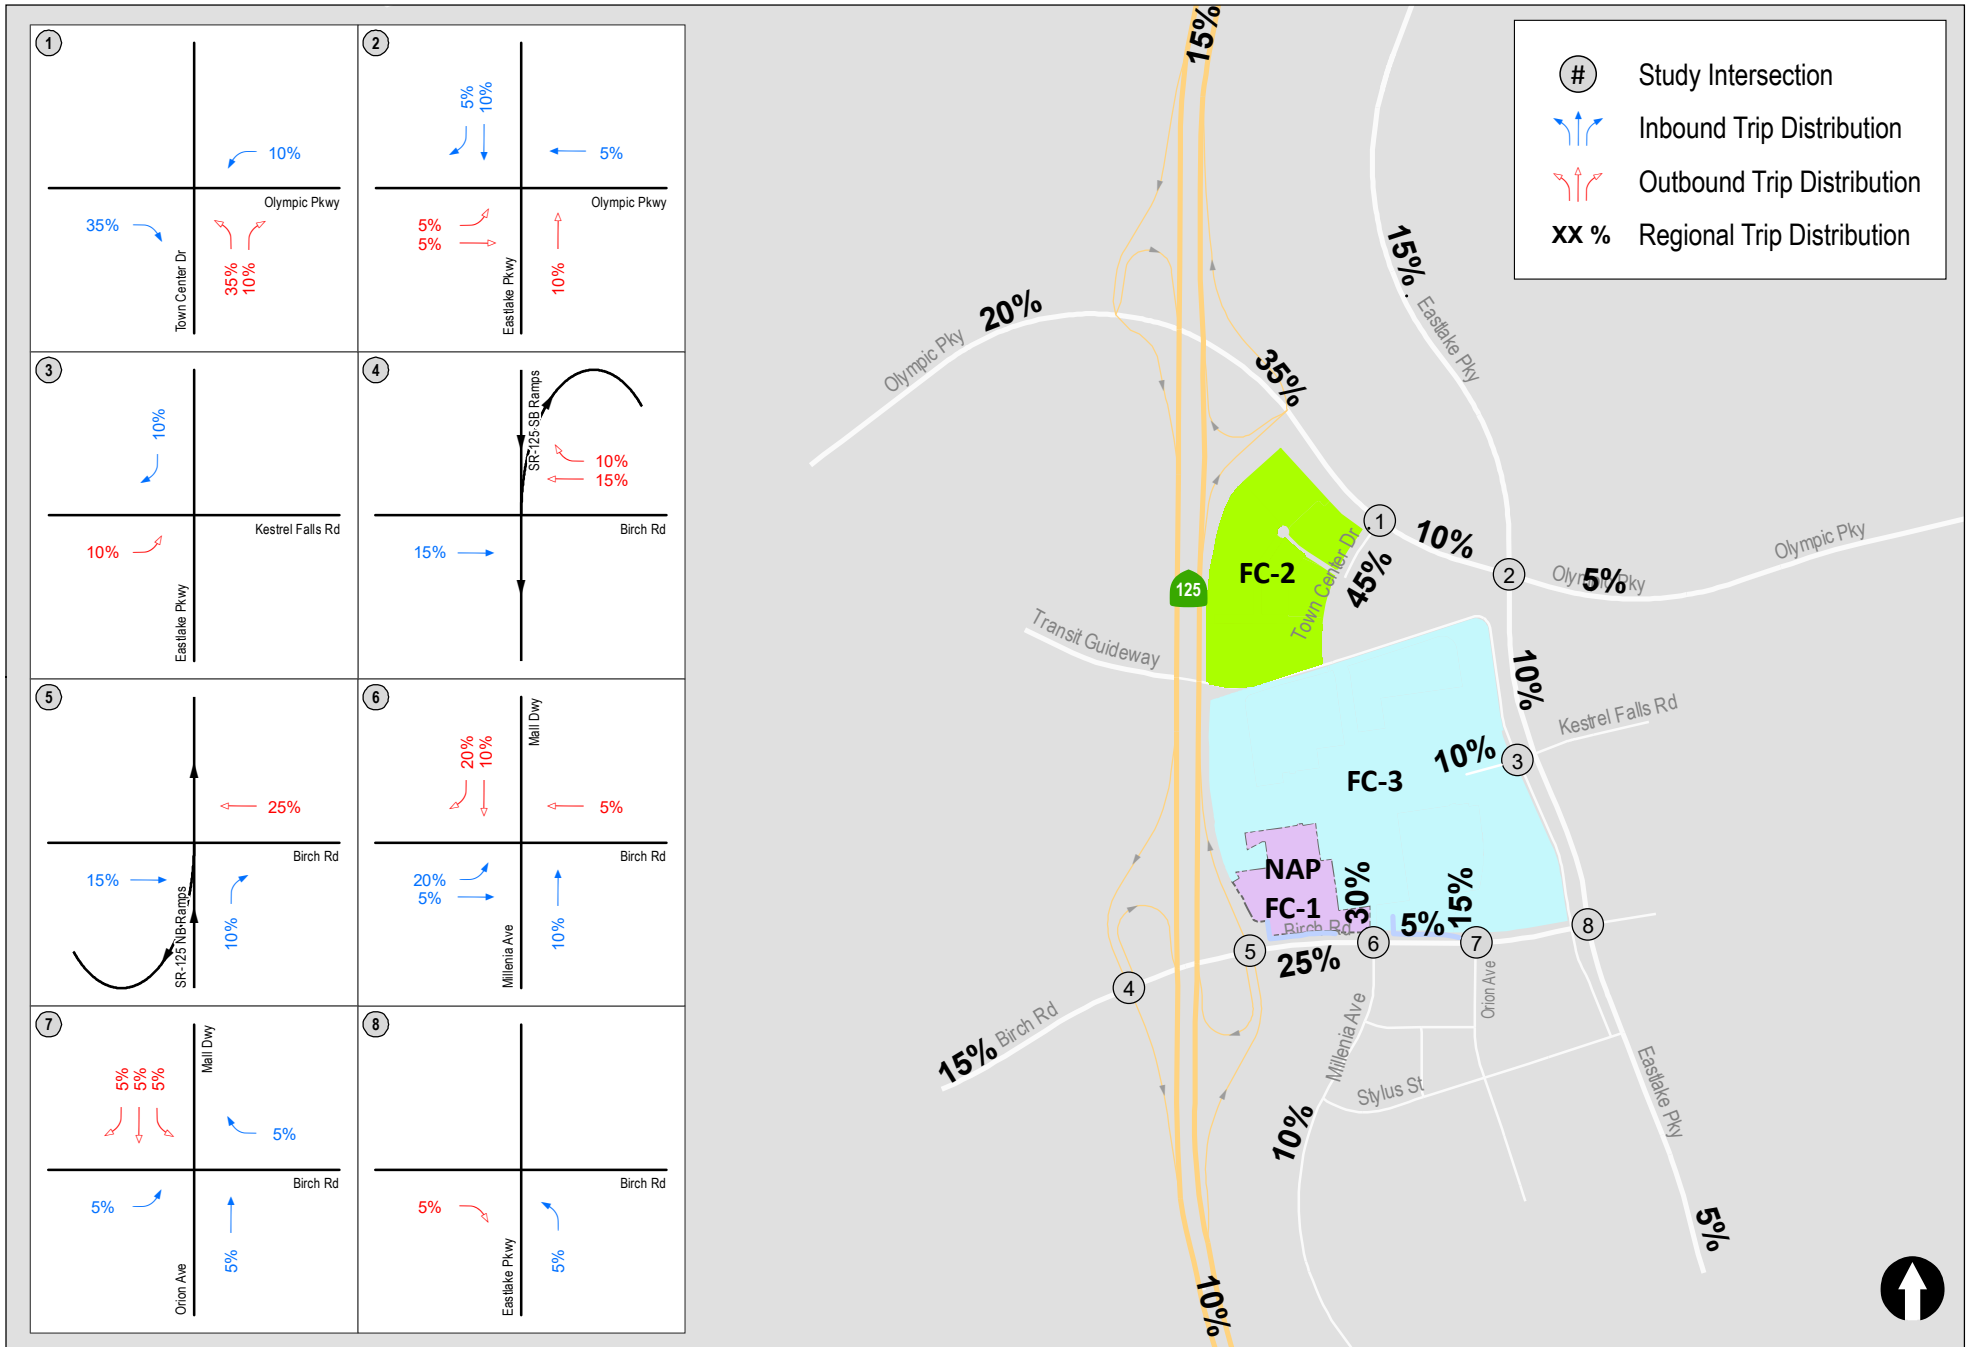 1
10%
Olympic Pkwy
35%
35%
10%
Town Center Dr
2
5%
10%
5%
Olympic Pkwy
5%
5%
10%
Eastlake Pkwy
3
10%
Kestrel Falls Rd
10%
Eastlake Pkwy
4
SR-125 SB Ramps
10%
15%
Birch Rd
15%
5
25%
Birch Rd
15%
10%
SR-125 NB Ramps
6
Mall Dwy
20%
10%
5%
Birch Rd
20%
5%
10%
Millenia Ave
7
Mall Dwy
5%
5%
5%
5%
Birch Rd
5%
5%
Orion Ave
8
Birch Rd
5%
5%
Eastlake Pkwy
# Study Intersection
Inbound Trip Distribution
Outbound Trip Distribution
XX % Regional Trip Distribution
15%
15%
Eastlake Pky
20%
Olympic Pky
35%
1
10%
2
Olympic Pky
5%
Olympic Pky
FC-2
Town Center Dr
45%
125
Transit Guideway
10%
Kestrel Falls Rd
10%
3
FC-3
NAP
FC-1
30%
15%
5%
Birch Rd
25%
4
5
6
7
8
15%
Birch Rd
Millenia Ave
Orion Ave
Stylus St
10%
Eastlake Pky
5%
10%